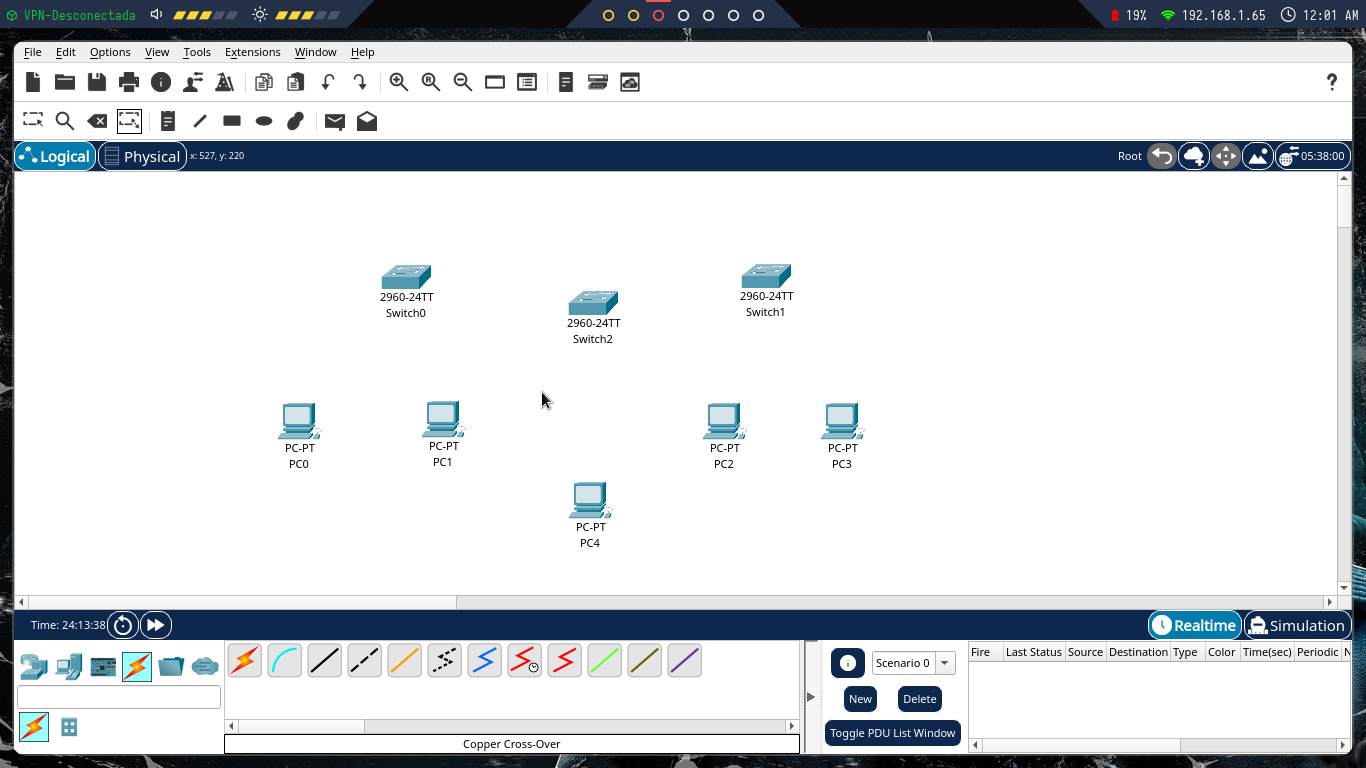 VPN-Desconectada
19% 192.168.1.65 12:01 AM
File Edit Options View Tools Extensions Window Help
Logical Physical x: 527, y: 220 Root 05:38:00
2960-24TT
Switch0
2960-24TT
Switch1
2960-24TT
Switch2
PC-PT
PC0
PC-PT
PC1
PC-PT
PC2
PC-PT
PC3
PC-PT
PC4
Time: 24:13:38 Realtime Simulation
Scenario 0
New Delete
Toggle PDU List Window
Copper Cross-Over
Fire Last Status Source Destination Type Color Time(sec) Periodic N